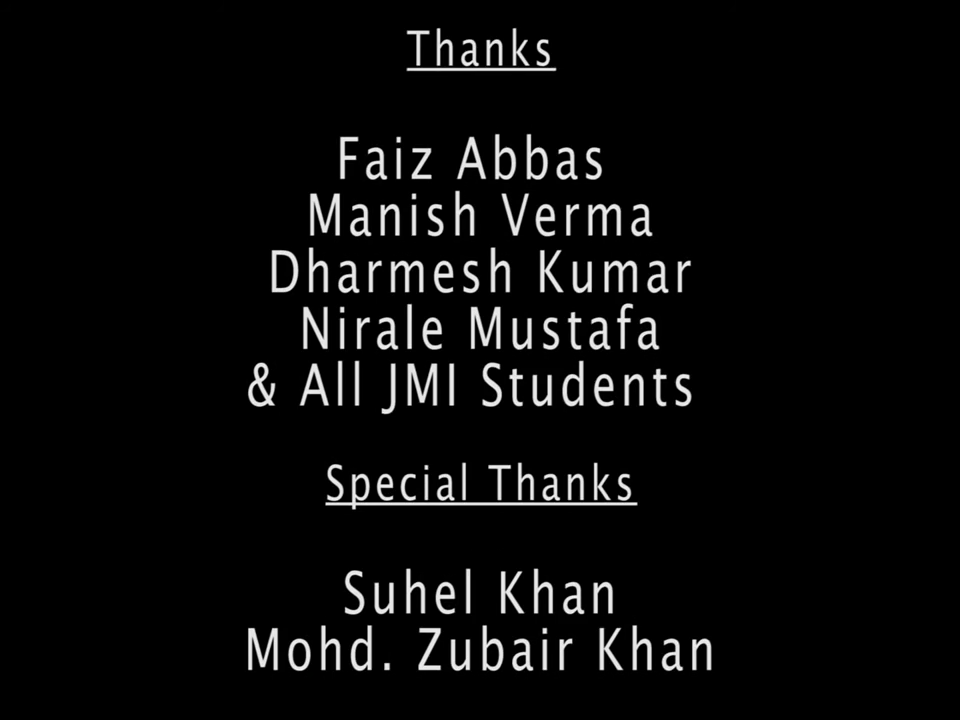 Thanks
Faiz Abbas
Manish Verma
Dharmesh Kumar
Nirale Mustafa
& All JMI Students
Special Thanks
Suhel Khan
Mohd. Zubair Khan